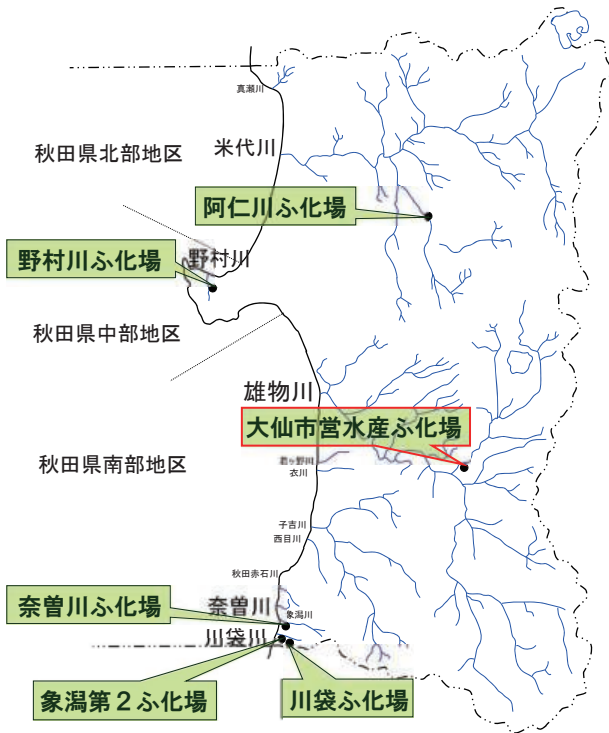 真瀬川
米代川
秋田県北部地区
阿仁川ふ化場
野村川
野村川ふ化場
秋田県中部地区
雄物川
大仙市営水産ふ化場
秋田県南部地区
君ヶ野川
衣川
子吉川
西目川
秋田赤石川
奈曽川ふ化場
奈曽川
象潟川
川袋川
象潟第2ふ化場
川袋ふ化場